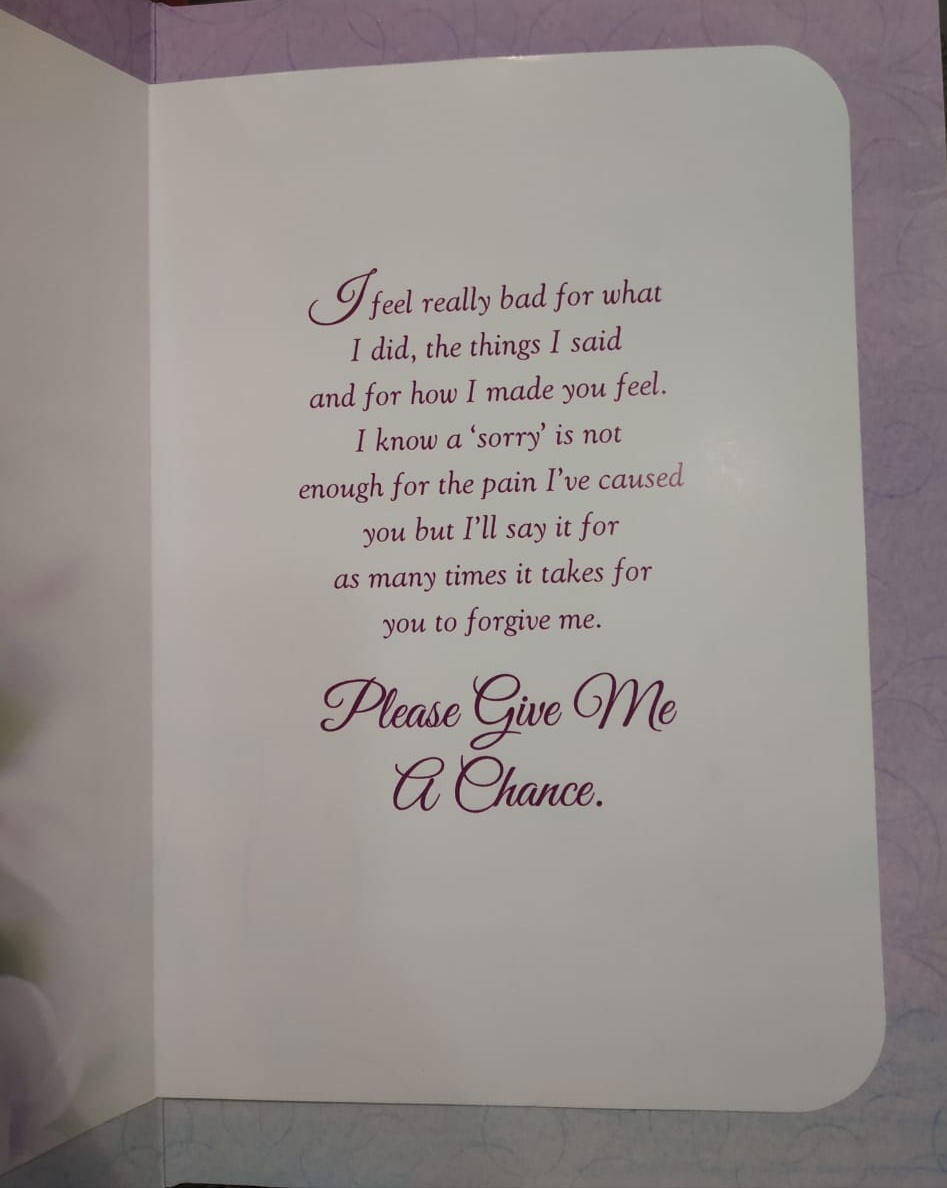 I feel really bad for what
I did, the things I said
and for how I made you feel.
I know a ‘sorry’ is not
enough for the pain I’ve caused
you but I’ll say it for
as many times it takes for
you to forgive me.
Please Give Me
A Chance.